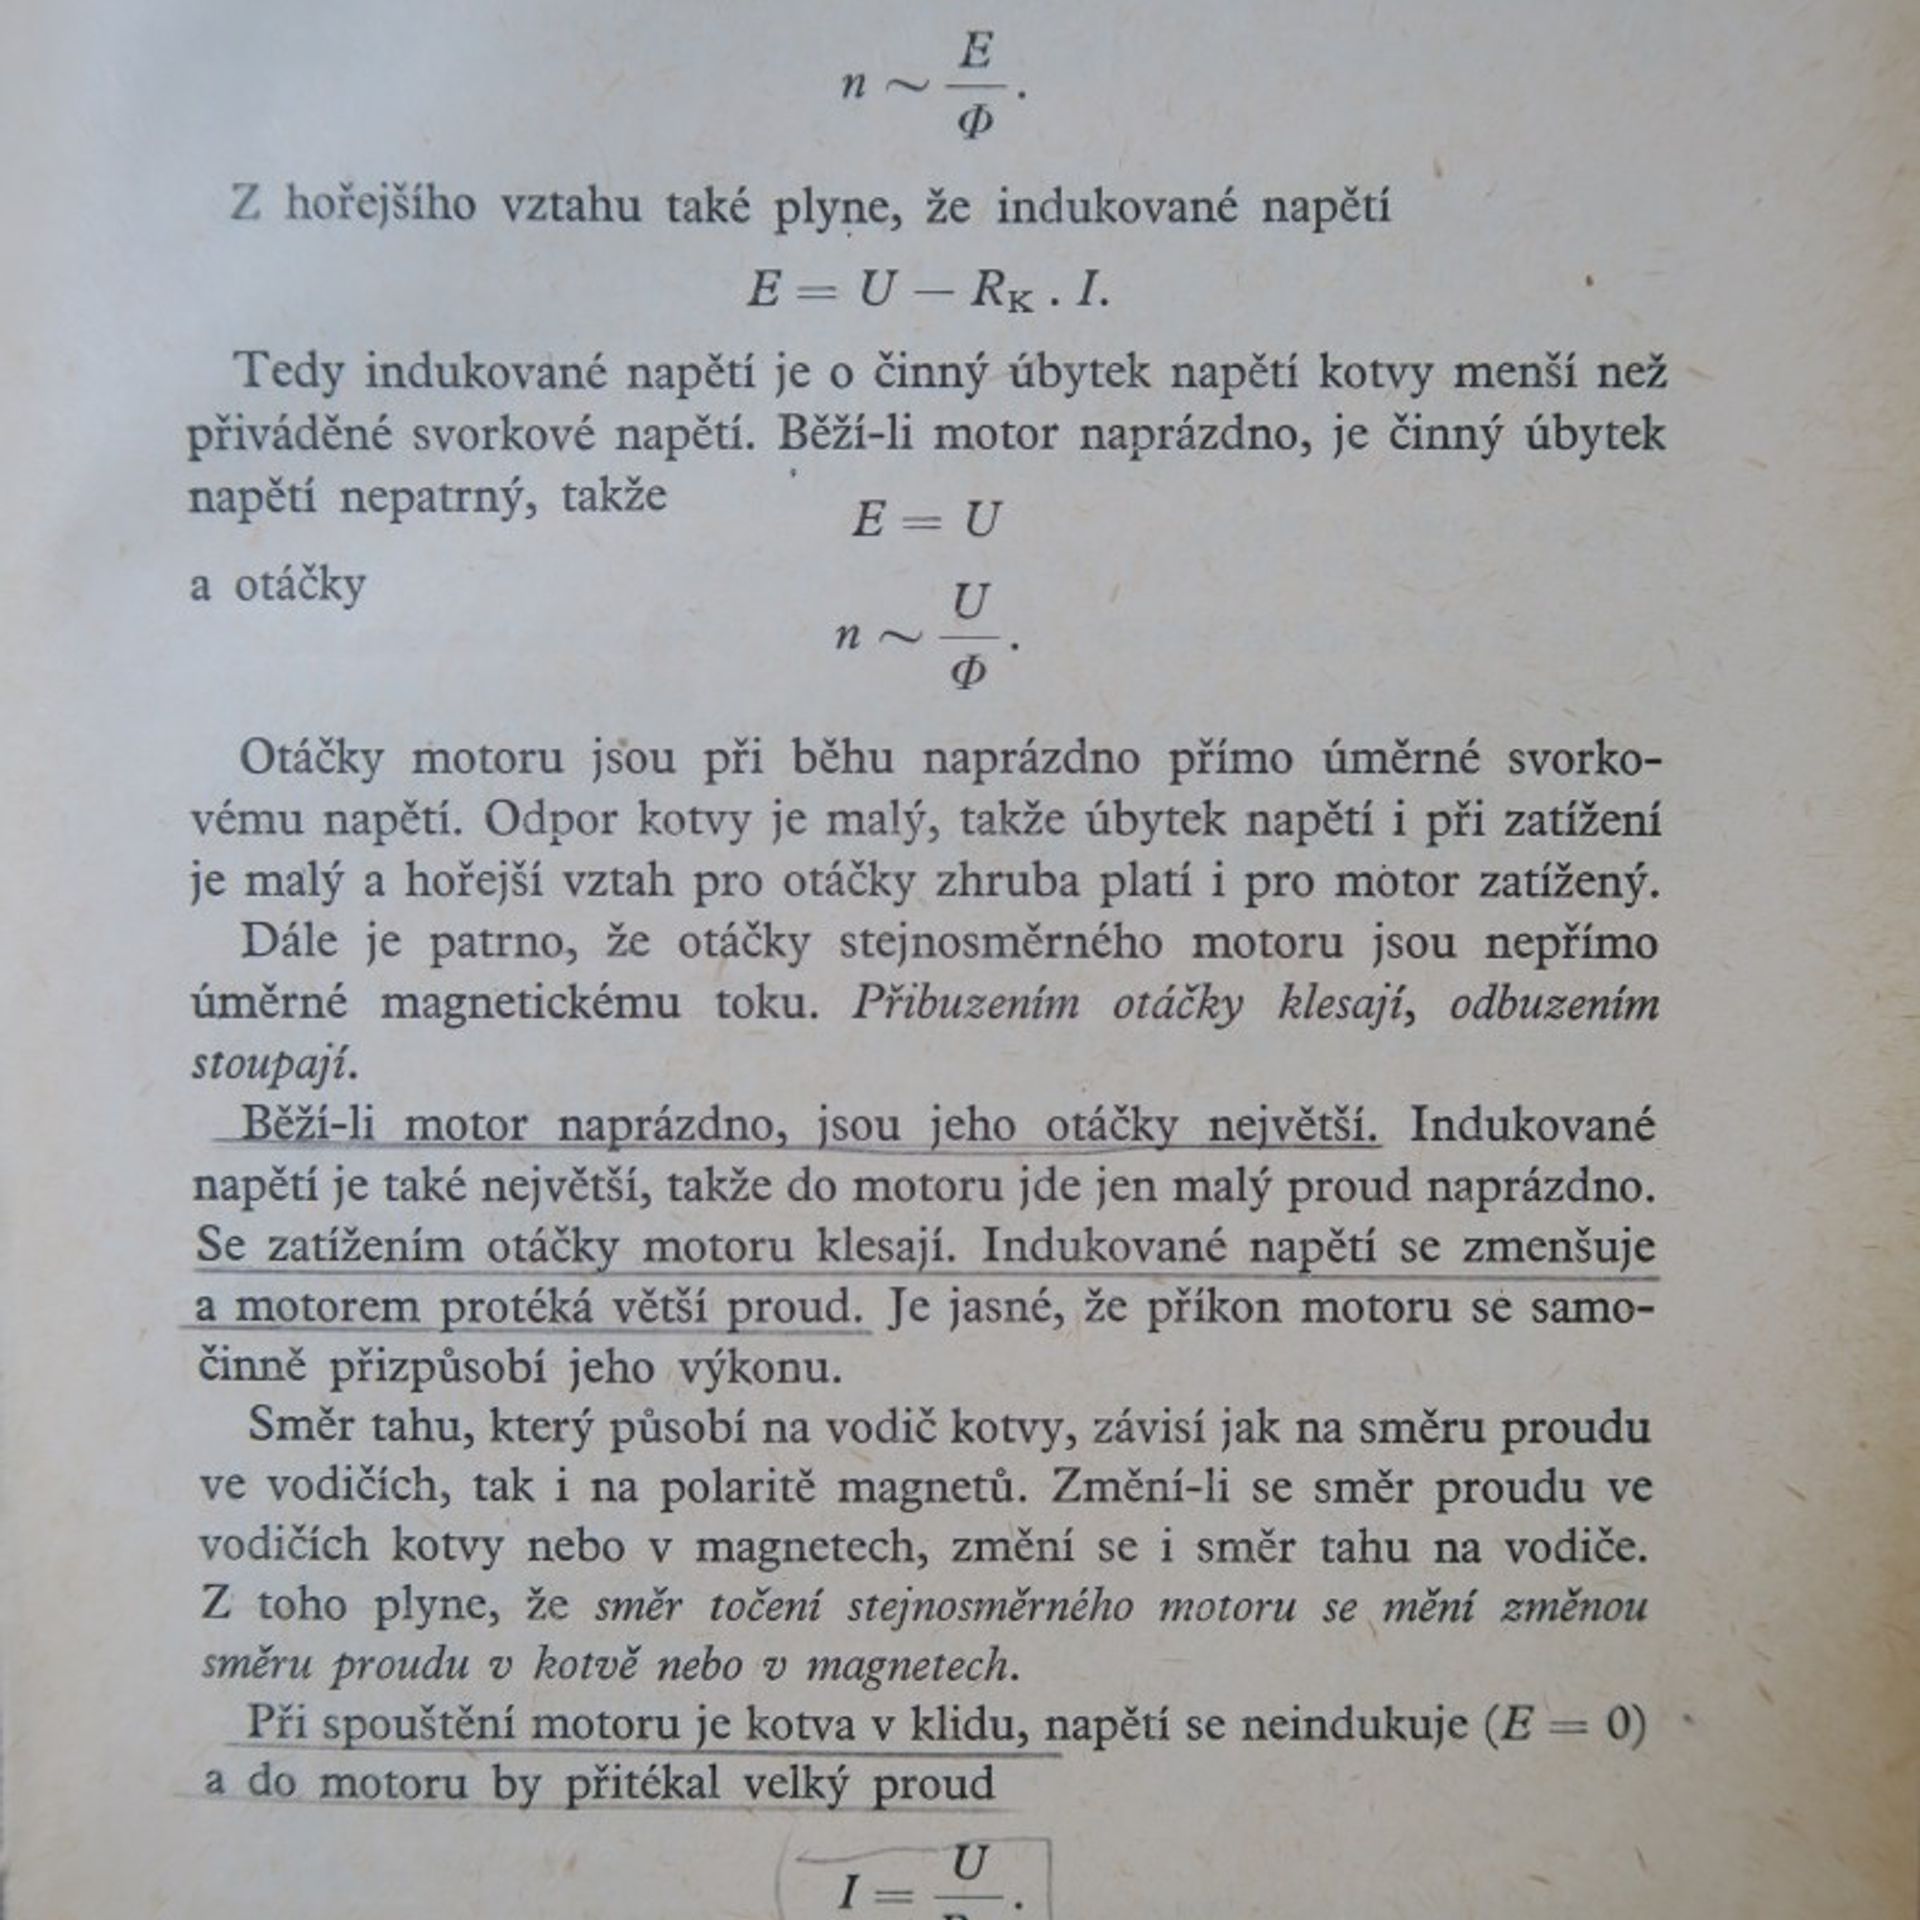 n ~ E/Φ.
Z hořejšího vztahu také plyne, že indukované napětí
E = U − R_K . I.
Tedy indukované napětí je o činný úbytek napětí kotvy menší než
přiváděné svorkové napětí. Běží-li motor naprázdno, je činný úbytek
napětí nepatrný, takže
E = U
a otáčky
n ~ U/Φ.
Otáčky motoru jsou při běhu naprázdno přímo úměrné svorko-
vému napětí. Odpor kotvy je malý, takže úbytek napětí i při zatížení
je malý a hořejší vztah pro otáčky zhruba platí i pro motor zatížený.
Dále je patrno, že otáčky stejnosměrného motoru jsou nepřímo
úměrné magnetickému toku. Přibuzením otáčky klesají, odbuzením
stoupají.
Běží-li motor naprázdno, jsou jeho otáčky největší. Indukované
napětí je také největší, takže do motoru jde jen malý proud naprázdno.
Se zatížením otáčky motoru klesají. Indukované napětí se zmenšuje
a motorem protéká větší proud. Je jasné, že příkon motoru se samo-
činně přizpůsobí jeho výkonu.
Směr tahu, který působí na vodič kotvy, závisí jak na směru proudu
ve vodičích, tak i na polaritě magnetů. Změní-li se směr proudu ve
vodičích kotvy nebo v magnetech, změní se i směr tahu na vodiče.
Z toho plyne, že směr točení stejnosměrného motoru se mění změnou
směru proudu v kotvě nebo v magnetech.
Při spouštění motoru je kotva v klidu, napětí se neindukuje (E = 0)
a do motoru by přitékal velký proud
I = U